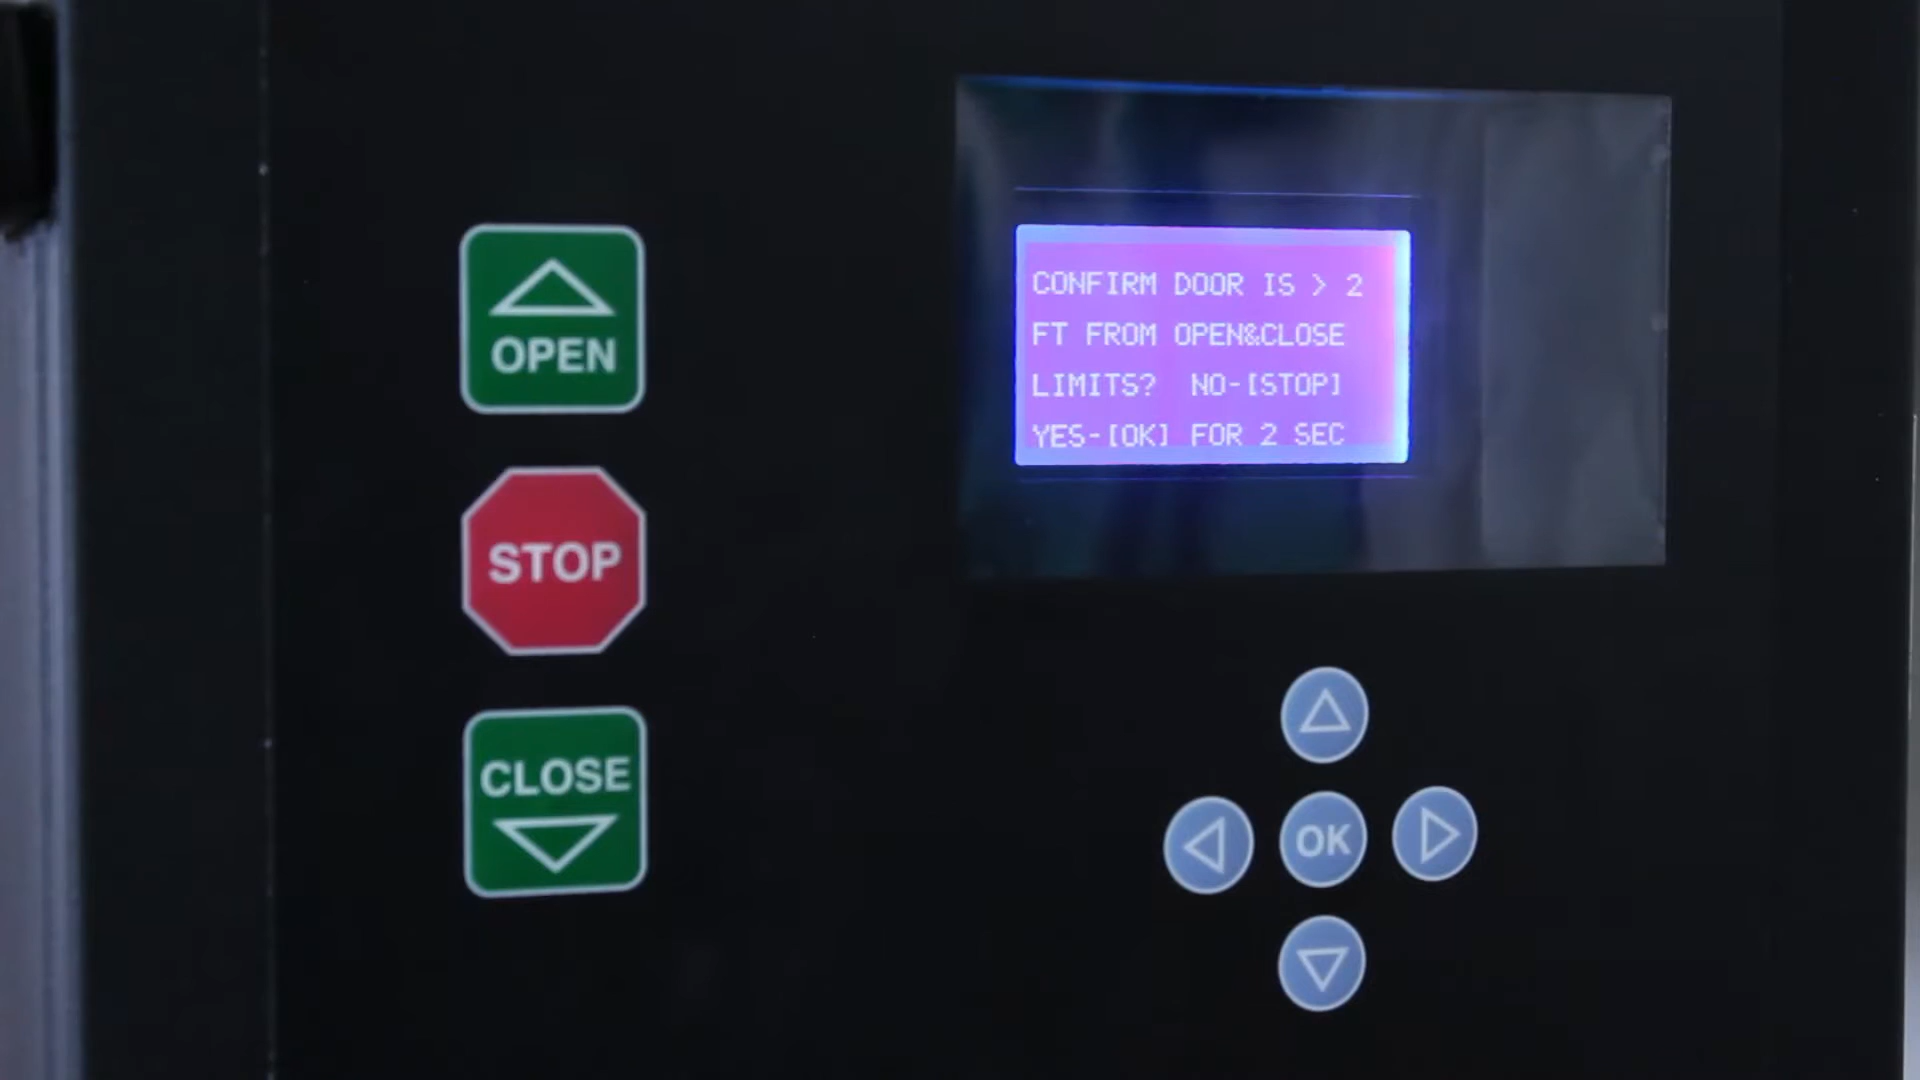 OPEN
STOP
CLOSE
CONFIRM DOOR IS > 2
FT FROM OPEN&CLOSE
LIMITS? NO-[STOP]
YES-[OK] FOR 2 SEC
OK